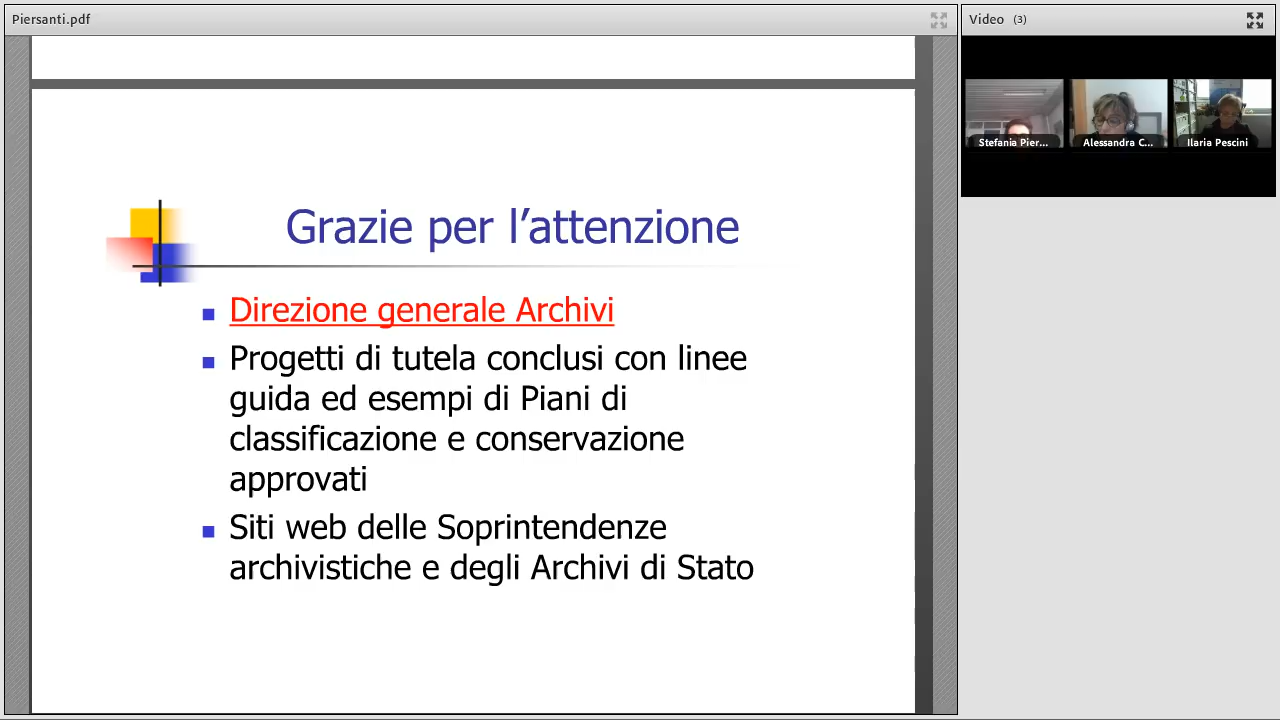 Piersanti.pdf
Video (3)
Stefania Pier...
Alessandra C...
Ilaria Pescini
Grazie per l’attenzione
Direzione generale Archivi
Progetti di tutela conclusi con linee
guida ed esempi di Piani di
classificazione e conservazione
approvati
Siti web delle Soprintendenze
archivistiche e degli Archivi di Stato